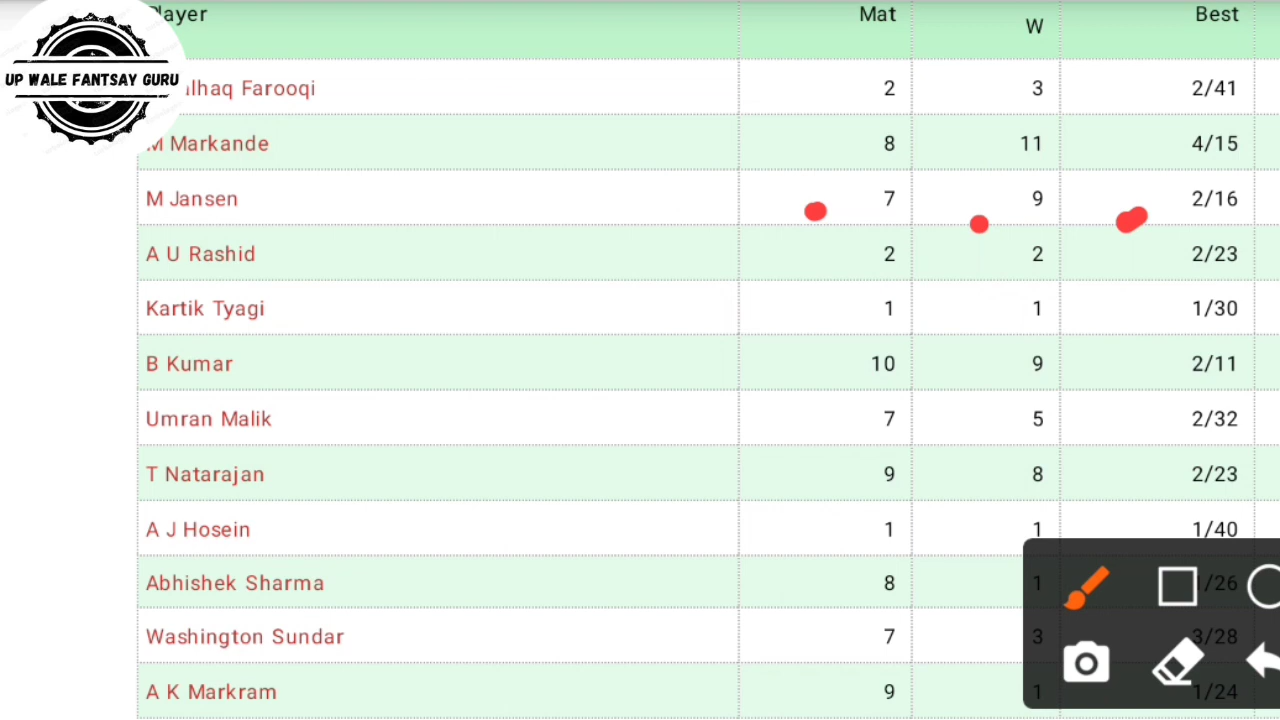 Player Mat W Best
UP WALE FANTSAY GURU
Farooqi 2 3 2/41
M Markande 8 11 4/15
M Jansen 7 9 2/16
A U Rashid 2 2 2/23
Kartik Tyagi 1 1 1/30
B Kumar 10 9 2/11
Umran Malik 7 5 2/32
T Natarajan 9 8 2/23
A J Hosein 1 1 1/40
Abhishek Sharma 8 1 1/26
Washington Sundar 7 3 3/28
A K Markram 9 1 1/24